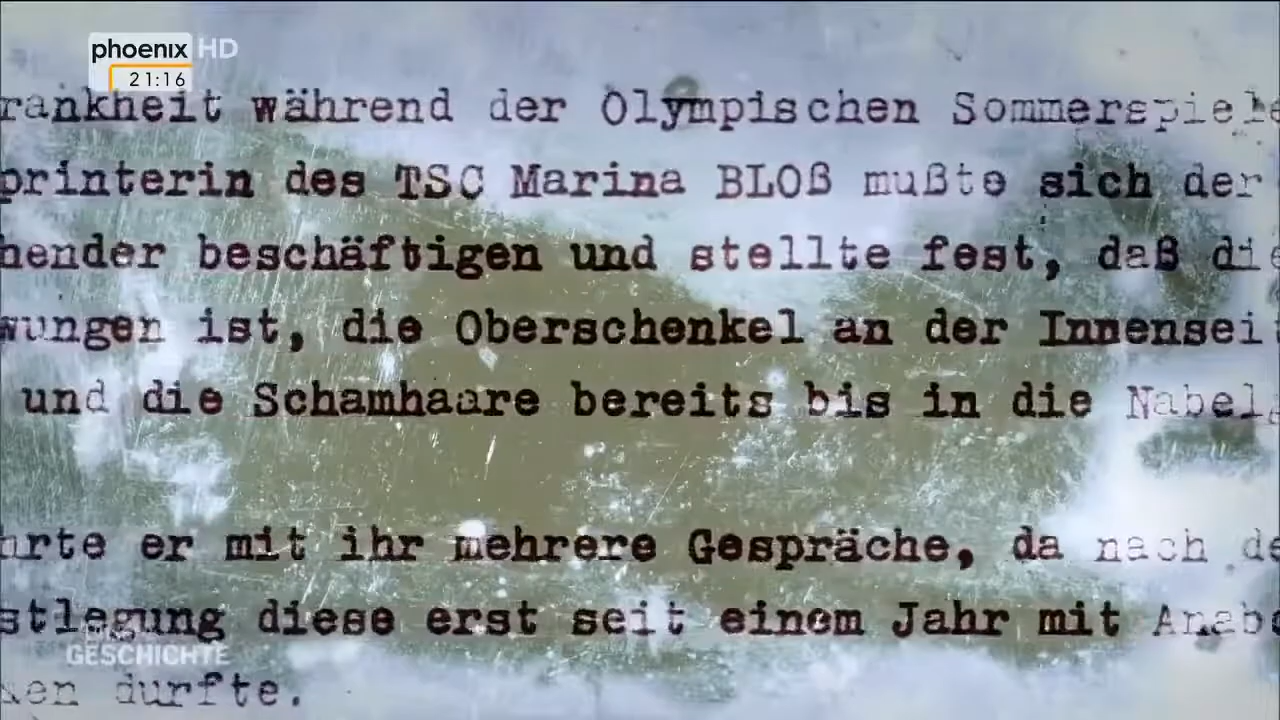 phoenix HD
21:16
rankheit während der Olympischen Sommerspiele
printerin des TSC Marina BLOß mußte sich der
hender beschäftigen und stellte fest, daß die
wungen ist, die Oberschenkel an der Innensei
und die Schamhaare bereits bis in die Nabel
hrte er mit ihr mehrere Gespräche, da nach de
stlegung diese erst seit einem Jahr mit Anabo
GESCHICHTE
durfte.